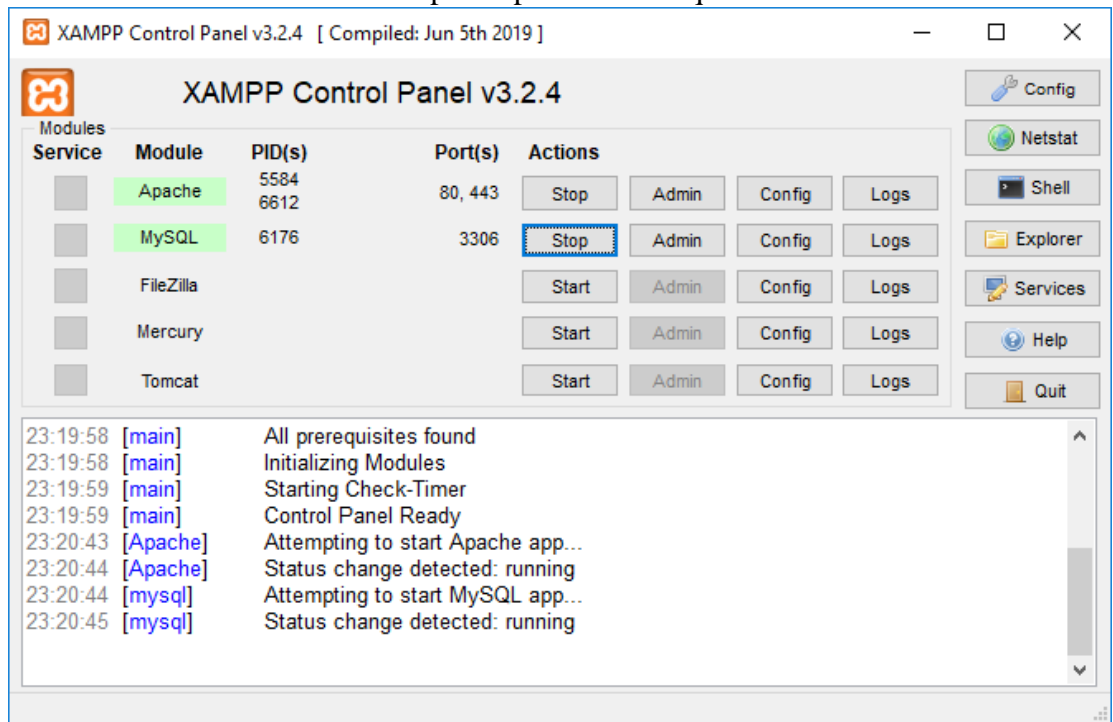 XAMPP Control Panel v3.2.4 [ Compiled: Jun 5th 2019 ]
XAMPP Control Panel v3.2.4
Config
Modules
Service Module PID(s) Port(s) Actions
Netstat
Apache 5584 6612 80, 443 Stop Admin Config Logs
Shell
MySQL 6176 3306 Stop Admin Config Logs
Explorer
FileZilla Start Admin Config Logs
Services
Mercury Start Admin Config Logs
Help
Tomcat Start Admin Config Logs
Quit
23:19:58 [main] All prerequisites found
23:19:58 [main] Initializing Modules
23:19:59 [main] Starting Check-Timer
23:19:59 [main] Control Panel Ready
23:20:43 [Apache] Attempting to start Apache app...
23:20:44 [Apache] Status change detected: running
23:20:44 [mysql] Attempting to start MySQL app...
23:20:45 [mysql] Status change detected: running